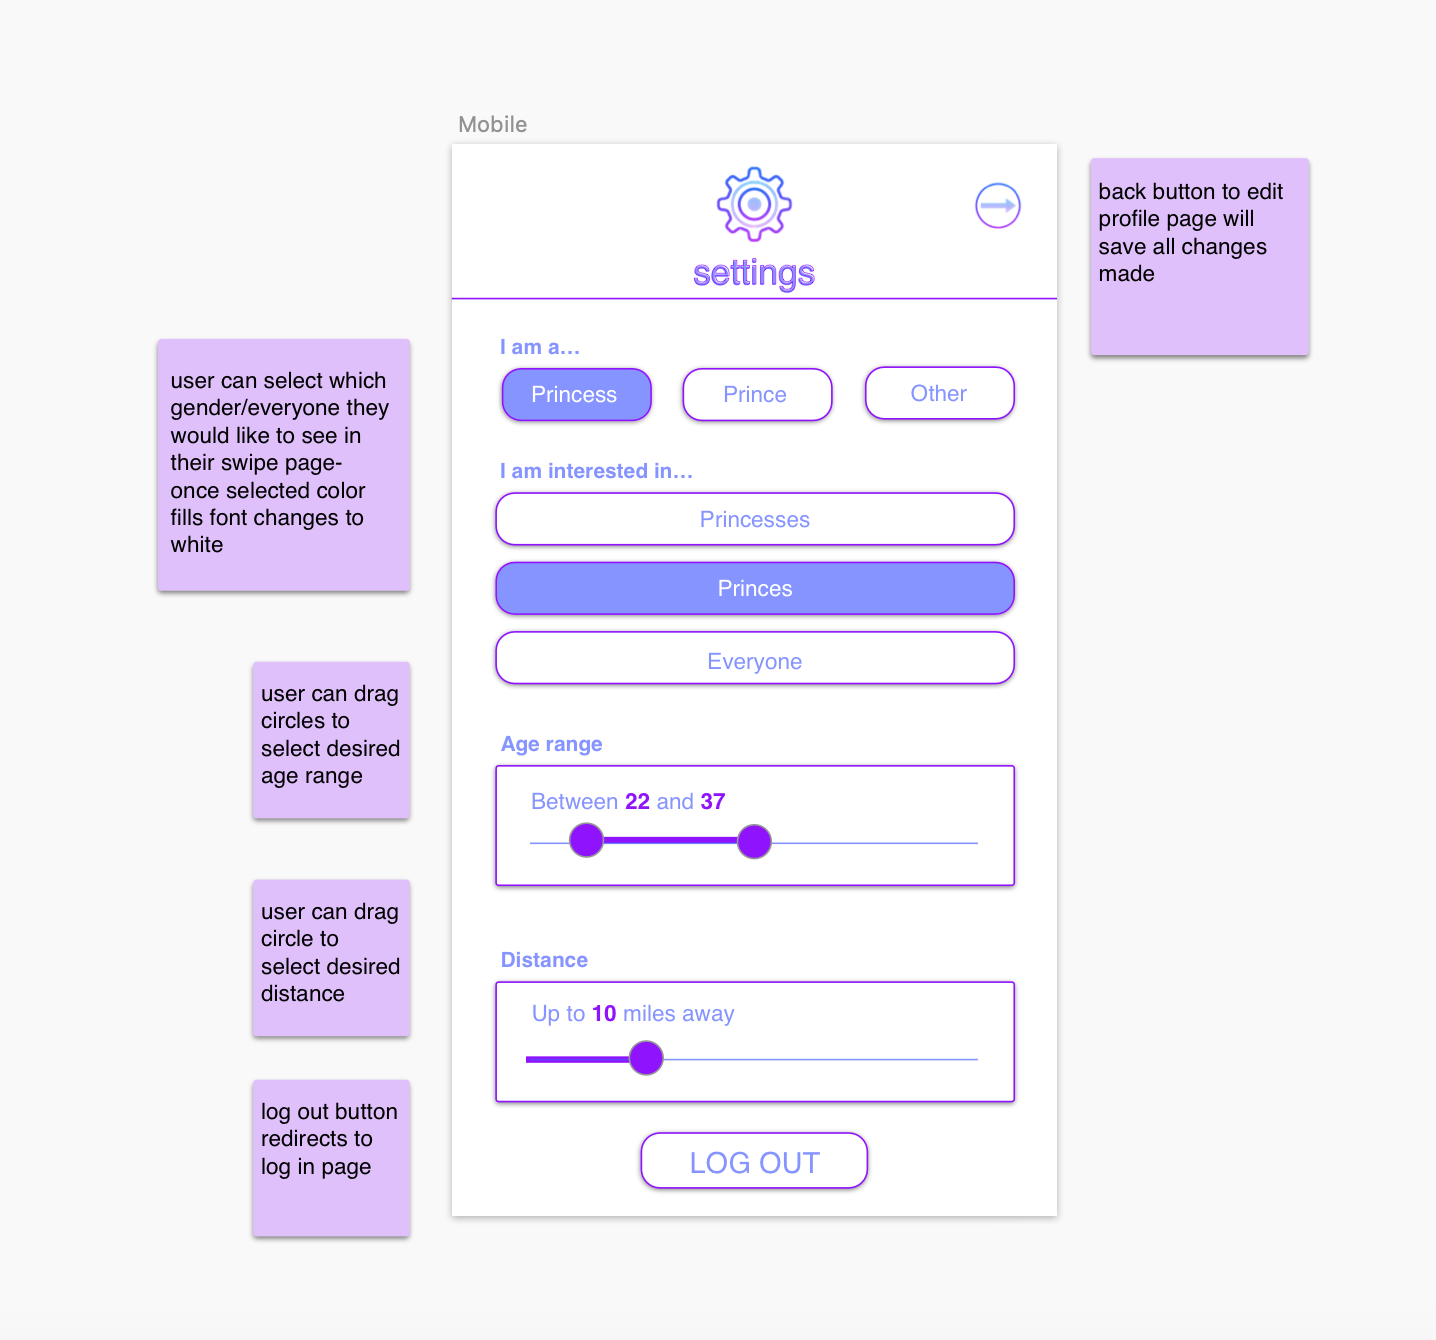 Mobile
settings
back button to edit
profile page will
save all changes
made
I am a...
Princess Prince Other
user can select which
gender/everyone they
would like to see in
their swipe page-
once selected color
fills font changes to
white
I am interested in...
Princesses
Princes
Everyone
user can drag
circles to
select desired
age range
Age range
Between 22 and 37
user can drag
circle to
select desired
distance
Distance
Up to 10 miles away
log out button
redirects to
log in page
LOG OUT